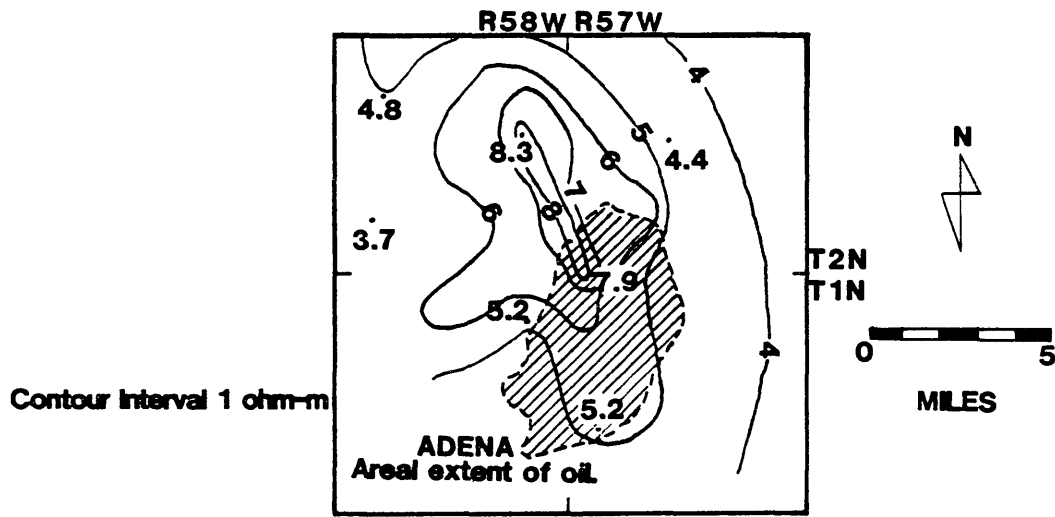 R58W R57W
4
4.8
5
8.3
4.4
6
7
6
8
3.7
N
T2N
7.9
T1N
5.2
4
0 5
MILES
Contour Interval 1 ohm-m
5.2
ADENA
Areal extent of oil.